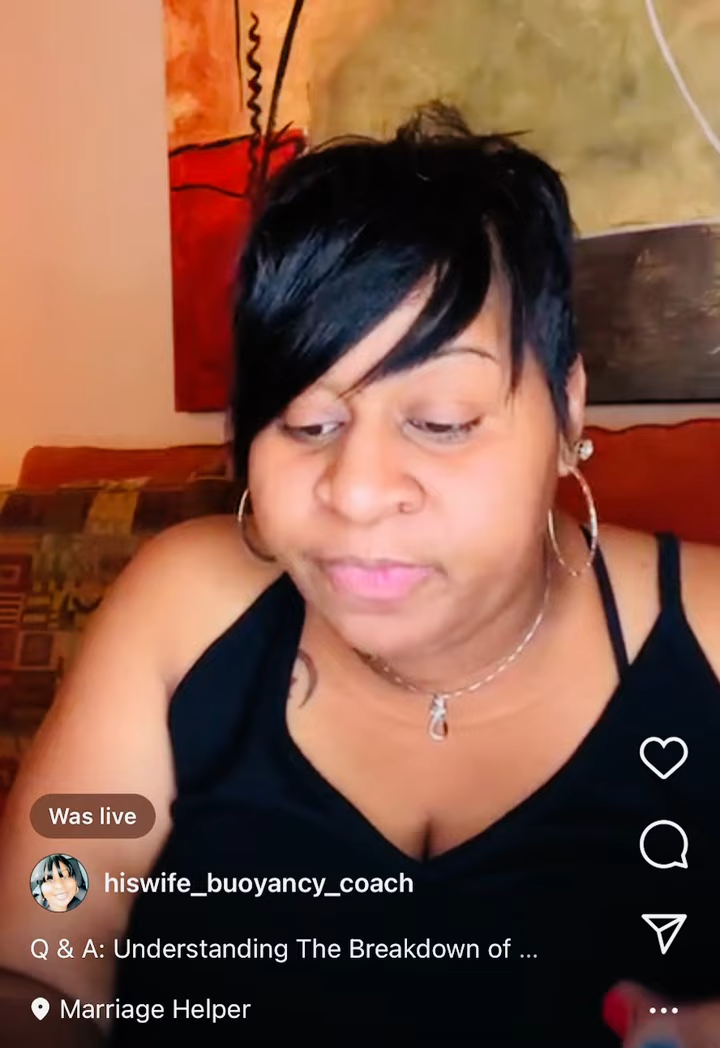 Was live
hiswife_buoyancy_coach
Q & A: Understanding The Breakdown of ...
Marriage Helper